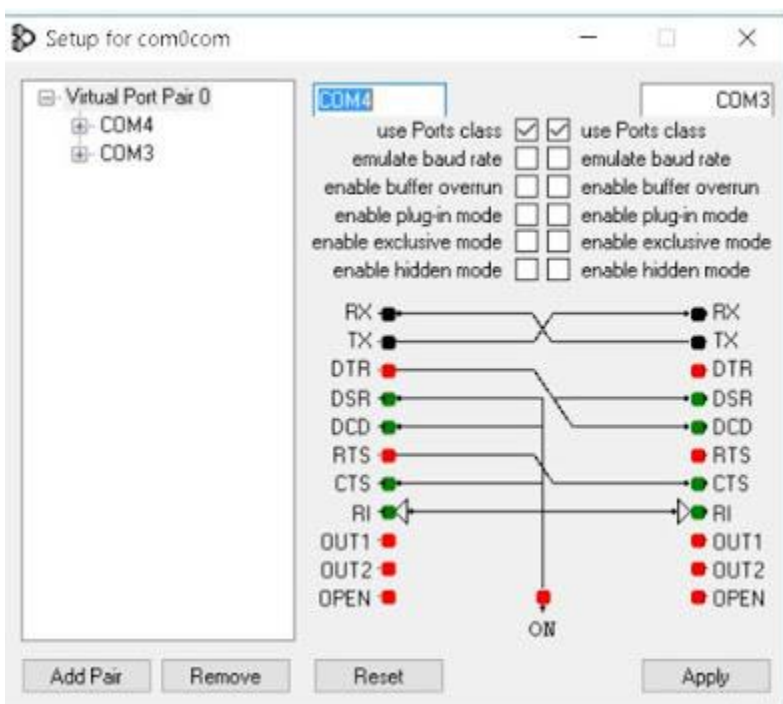 Setup for com0com
Virtual Port Pair 0
COM4
COM3
COM4
COM3
use Ports class
use Ports class
emulate baud rate
emulate baud rate
enable buffer overrun
enable buffer overrun
enable plug-in mode
enable plug-in mode
enable exclusive mode
enable exclusive mode
enable hidden mode
enable hidden mode
RX
RX
TX
TX
DTR
DTR
DSR
DSR
DCD
DCD
RTS
RTS
CTS
CTS
RI
RI
OUT1
OUT1
OUT2
OUT2
OPEN
OPEN
ON
Add Pair
Remove
Reset
Apply